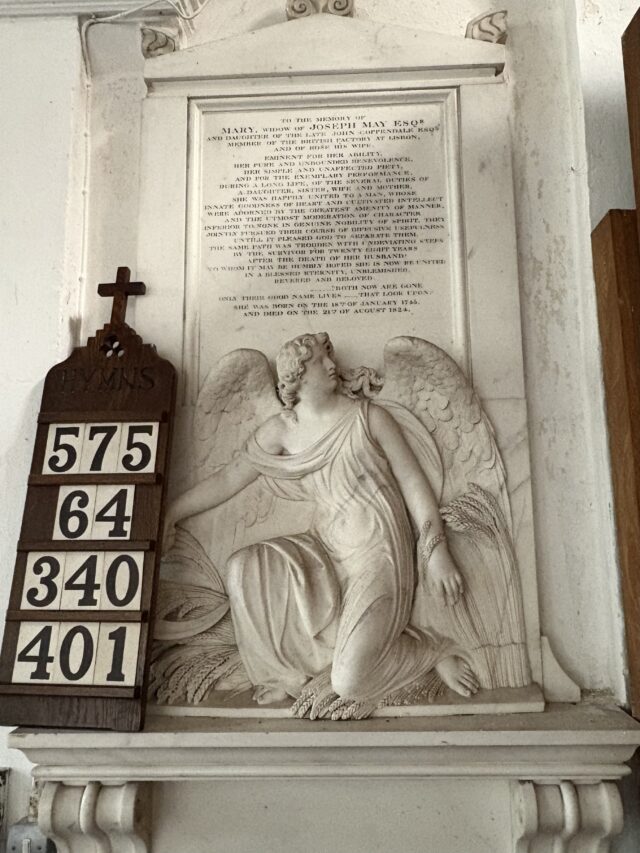 TO THE MEMORY OF
MARY, WIDOW OF JOSEPH MAY ESQR.
AND DAUGHTER OF THE LATE JOHN COPPENDALE ESQR.
MEMBER OF THE BRITISH FACTORY AT LISBON,
AND OF ROSE HIS WIFE.
EMINENT FOR HER ABILITY,
HER PURE AND UNBOUNDED BENEVOLENCE,
HER SIMPLE AND UNAFFECTED PIETY,
AND FOR THE EXEMPLARY PERFORMANCE,
DURING A LONG LIFE, OF THE SEVERAL DUTIES OF
A DAUGHTER, SISTER, WIFE AND MOTHER,
SHE WAS HAPPILY UNITED TO A MAN, WHOSE
INNATE GOODNESS OF HEART AND CULTIVATED INTELLECT
WERE ADORNED BY THE GREATEST AMENITY OF MANNER,
AND THE UTMOST MODERATION OF CHARACTER
INFERIOR TO NONE IN GENUINE NOBILITY OF SPIRIT. THEY
JOINTLY PURSUED THEIR COURSE OF DIFFUSIVE USEFULNESS
UNTILL IT PLEASED GOD TO SEPARATE THEM.
THE SAME PATH WAS TRODDEN WITH UNDEVIATING STEPS
BY THE SURVIVOR FOR TWENTY EIGHT YEARS
AFTER THE DEATH OF HER HUSBAND:
TO WHOM IT MAY BE HUMBLY HOPED SHE IS NOW RE-UNITED
IN A BLESSED ETERNITY, UNBLEMISHED,
REVERED AND BELOVED.
BOTH NOW ARE GONE
ONLY THEIR GOOD NAME LIVES ..... THAT LOOK UPON.
SHE WAS BORN ON THE 18TH OF JANUARY
AND DIED ON THE 21ST OF AUGUST 1824.
HYMNS
575
64
340
401